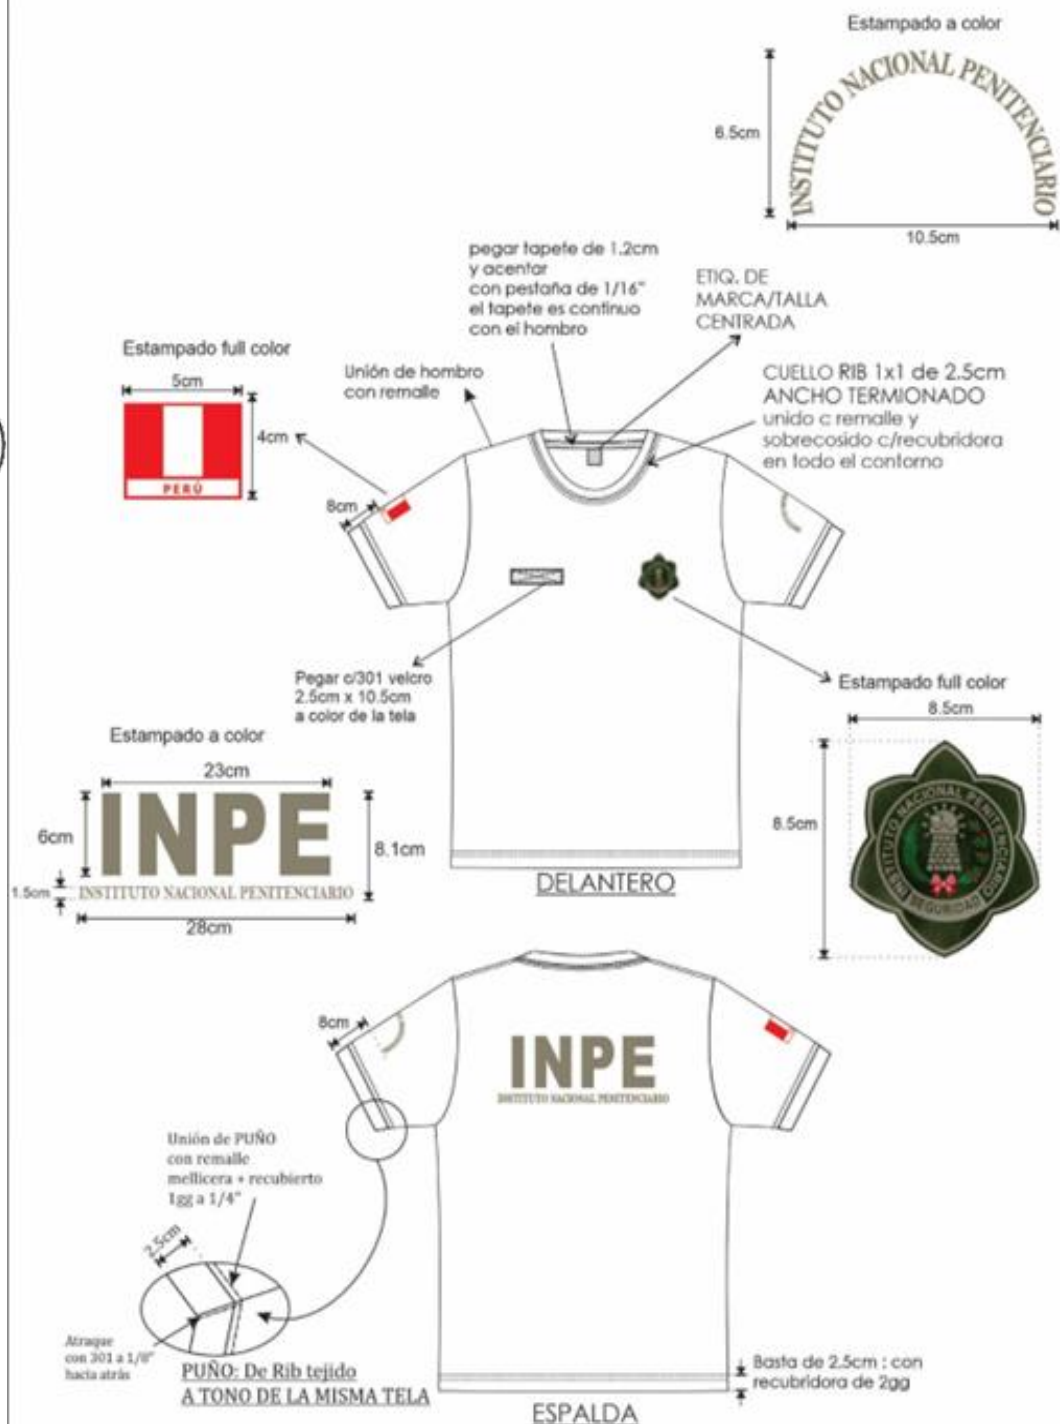 Estampado a color
INSTITUTO NACIONAL PENITENCIARIO
6.5cm
10.5cm
pegar tapete de 1.2cm
y acentar
con pestaña de 1/16"
el tapete es continuo
con el hombro
ETIQ. DE
MARCA/TALLA
CENTRADA
Estampado full color
5cm
4cm
PERÚ
Unión de hombro
con remalle
CUELLO RIB 1x1 de 2.5cm
ANCHO TERMIONADO
unido c remalle y
sobrecosido c/recubridora
en todo el contorno
8cm
Pegar c/301 velcro
2.5cm x 10.5cm
a color de la tela
Estampado full color
8.5cm
8.5cm
INSTITUTO NACIONAL PENITENCIARIO
SEGURIDAD
Estampado a color
23cm
INPE
6cm
8.1cm
1.5cm
INSTITUTO NACIONAL PENITENCIARIO
28cm
DELANTERO
8cm
INPE
INSTITUTO NACIONAL PENITENCIARIO
Unión de PUÑO
con remalle
mellicera + recubierto
1gg a 1/4"
2.5cm
Atraque
con 301 a 1/8"
hacia atrás
PUÑO: De Rib tejido
A TONO DE LA MISMA TELA
Basta de 2.5cm ; con
recubridora de 2gg
ESPALDA